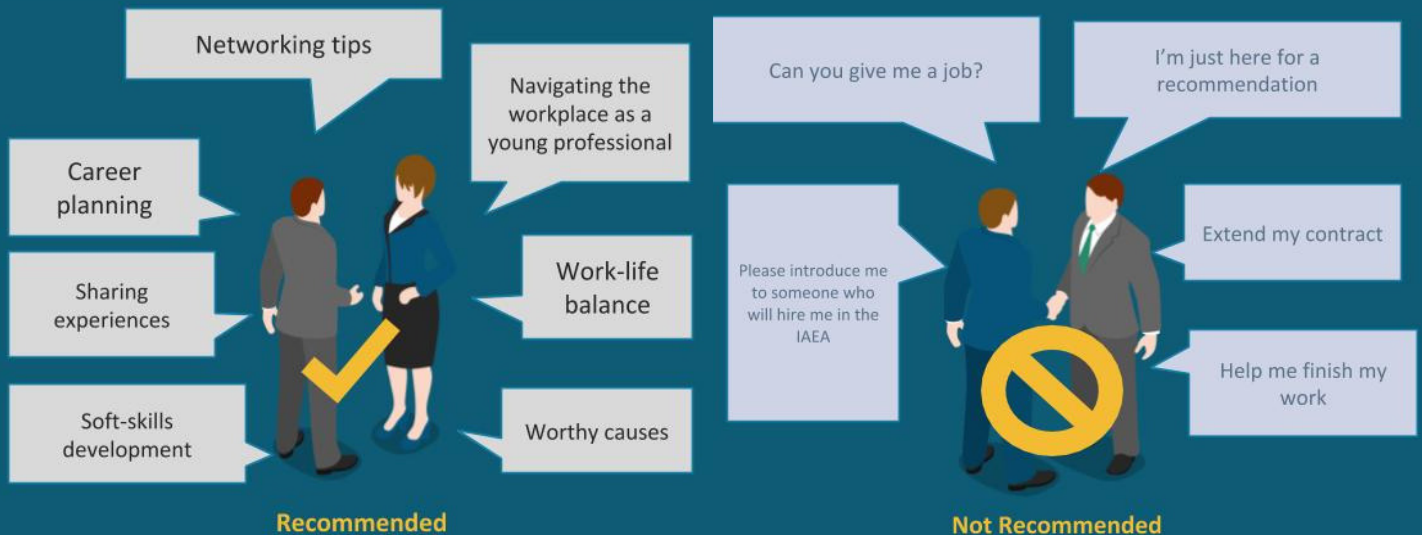 Networking tips
Navigating the
workplace as a
young professional
Career
planning
Sharing
experiences
Work-life
balance
Soft-skills
development
Worthy causes
Recommended
Can you give me a job?
I'm just here for a
recommendation
Please introduce me
to someone who
will hire me in the
IAEA
Extend my contract
Help me finish my
work
Not Recommended